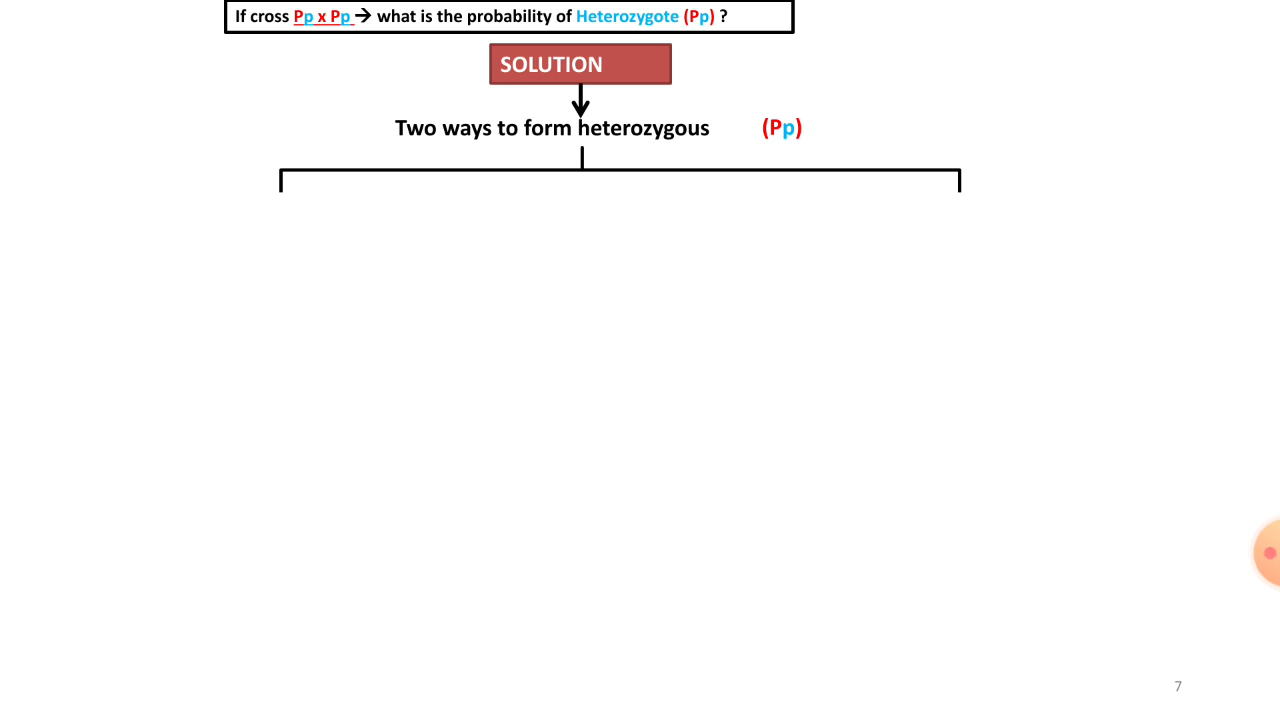 If cross Pp x Pp → what is the probability of Heterozygote (Pp) ?
SOLUTION
Two ways to form heterozygous (Pp)
7